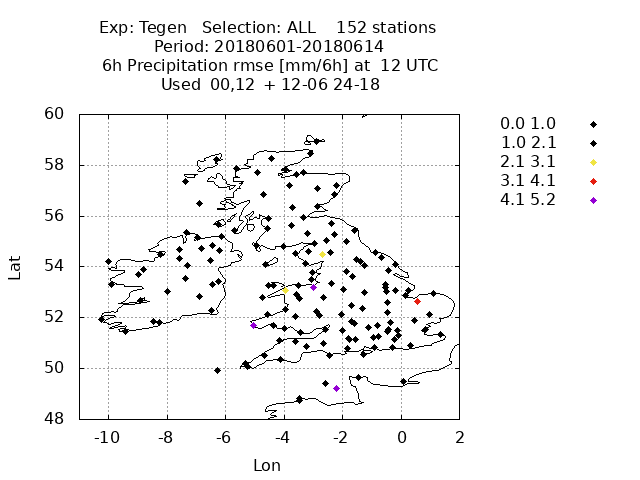 Exp: Tegen   Selection: ALL    152 stations
Period: 20180601-20180614
6h Precipitation rmse [mm/6h] at  12 UTC
Used  00,12  + 12-06 24-18
60
58
56
54
52
50
48
Lat
-10 -8 -6 -4 -2 0 2
Lon
0.0 1.0
1.0 2.1
2.1 3.1
3.1 4.1
4.1 5.2